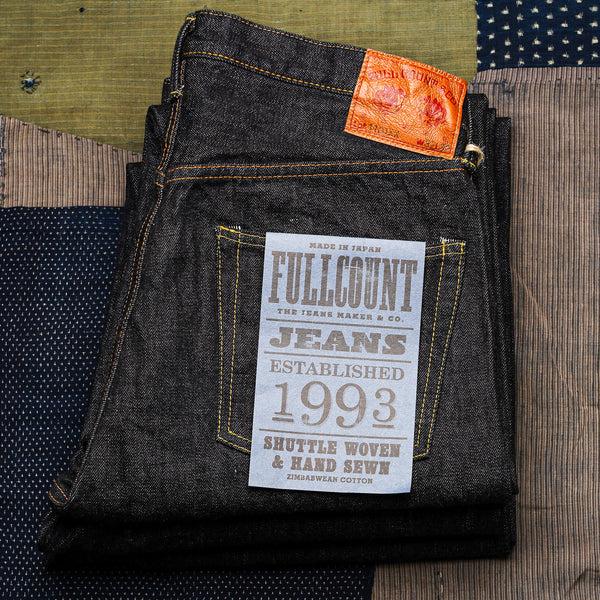 MADE IN JAPAN
FULLCOUNT
THE JEANS MAKER & CO.
JEANS
ESTABLISHED
1993
SHUTTLE WOVEN
& HAND SEWN
ZIMBABWEAN COTTON